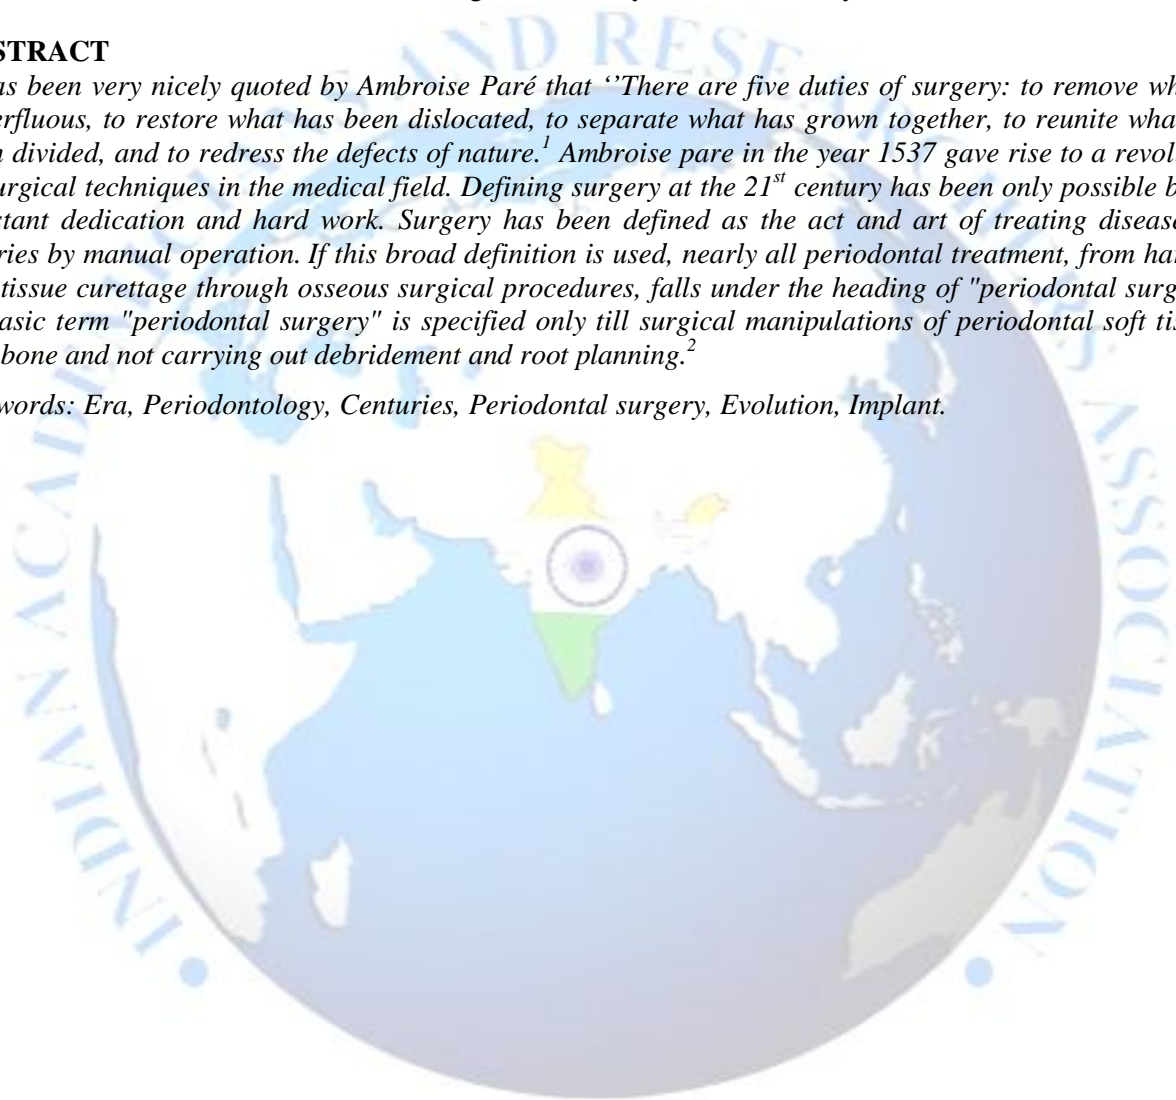 STRACT
as been very nicely quoted by Ambroise Paré that ‘’There are five duties of surgery: to remove wh
erfluous, to restore what has been dislocated, to separate what has grown together, to reunite wha
n divided, and to redress the defects of nature.1 Ambroise pare in the year 1537 gave rise to a revol
urgical techniques in the medical field. Defining surgery at the 21st century has been only possible b
stant dedication and hard work. Surgery has been defined as the act and art of treating disease
ries by manual operation. If this broad definition is used, nearly all periodontal treatment, from ha
tissue curettage through osseous surgical procedures, falls under the heading of "periodontal surg
asic term "periodontal surgery" is specified only till surgical manipulations of periodontal soft tis
bone and not carrying out debridement and root planning.2
words: Era, Periodontology, Centuries, Periodontal surgery, Evolution, Implant.
INDIAN ACADEMICIANS AND RESEARCHERS ASSOCIATION